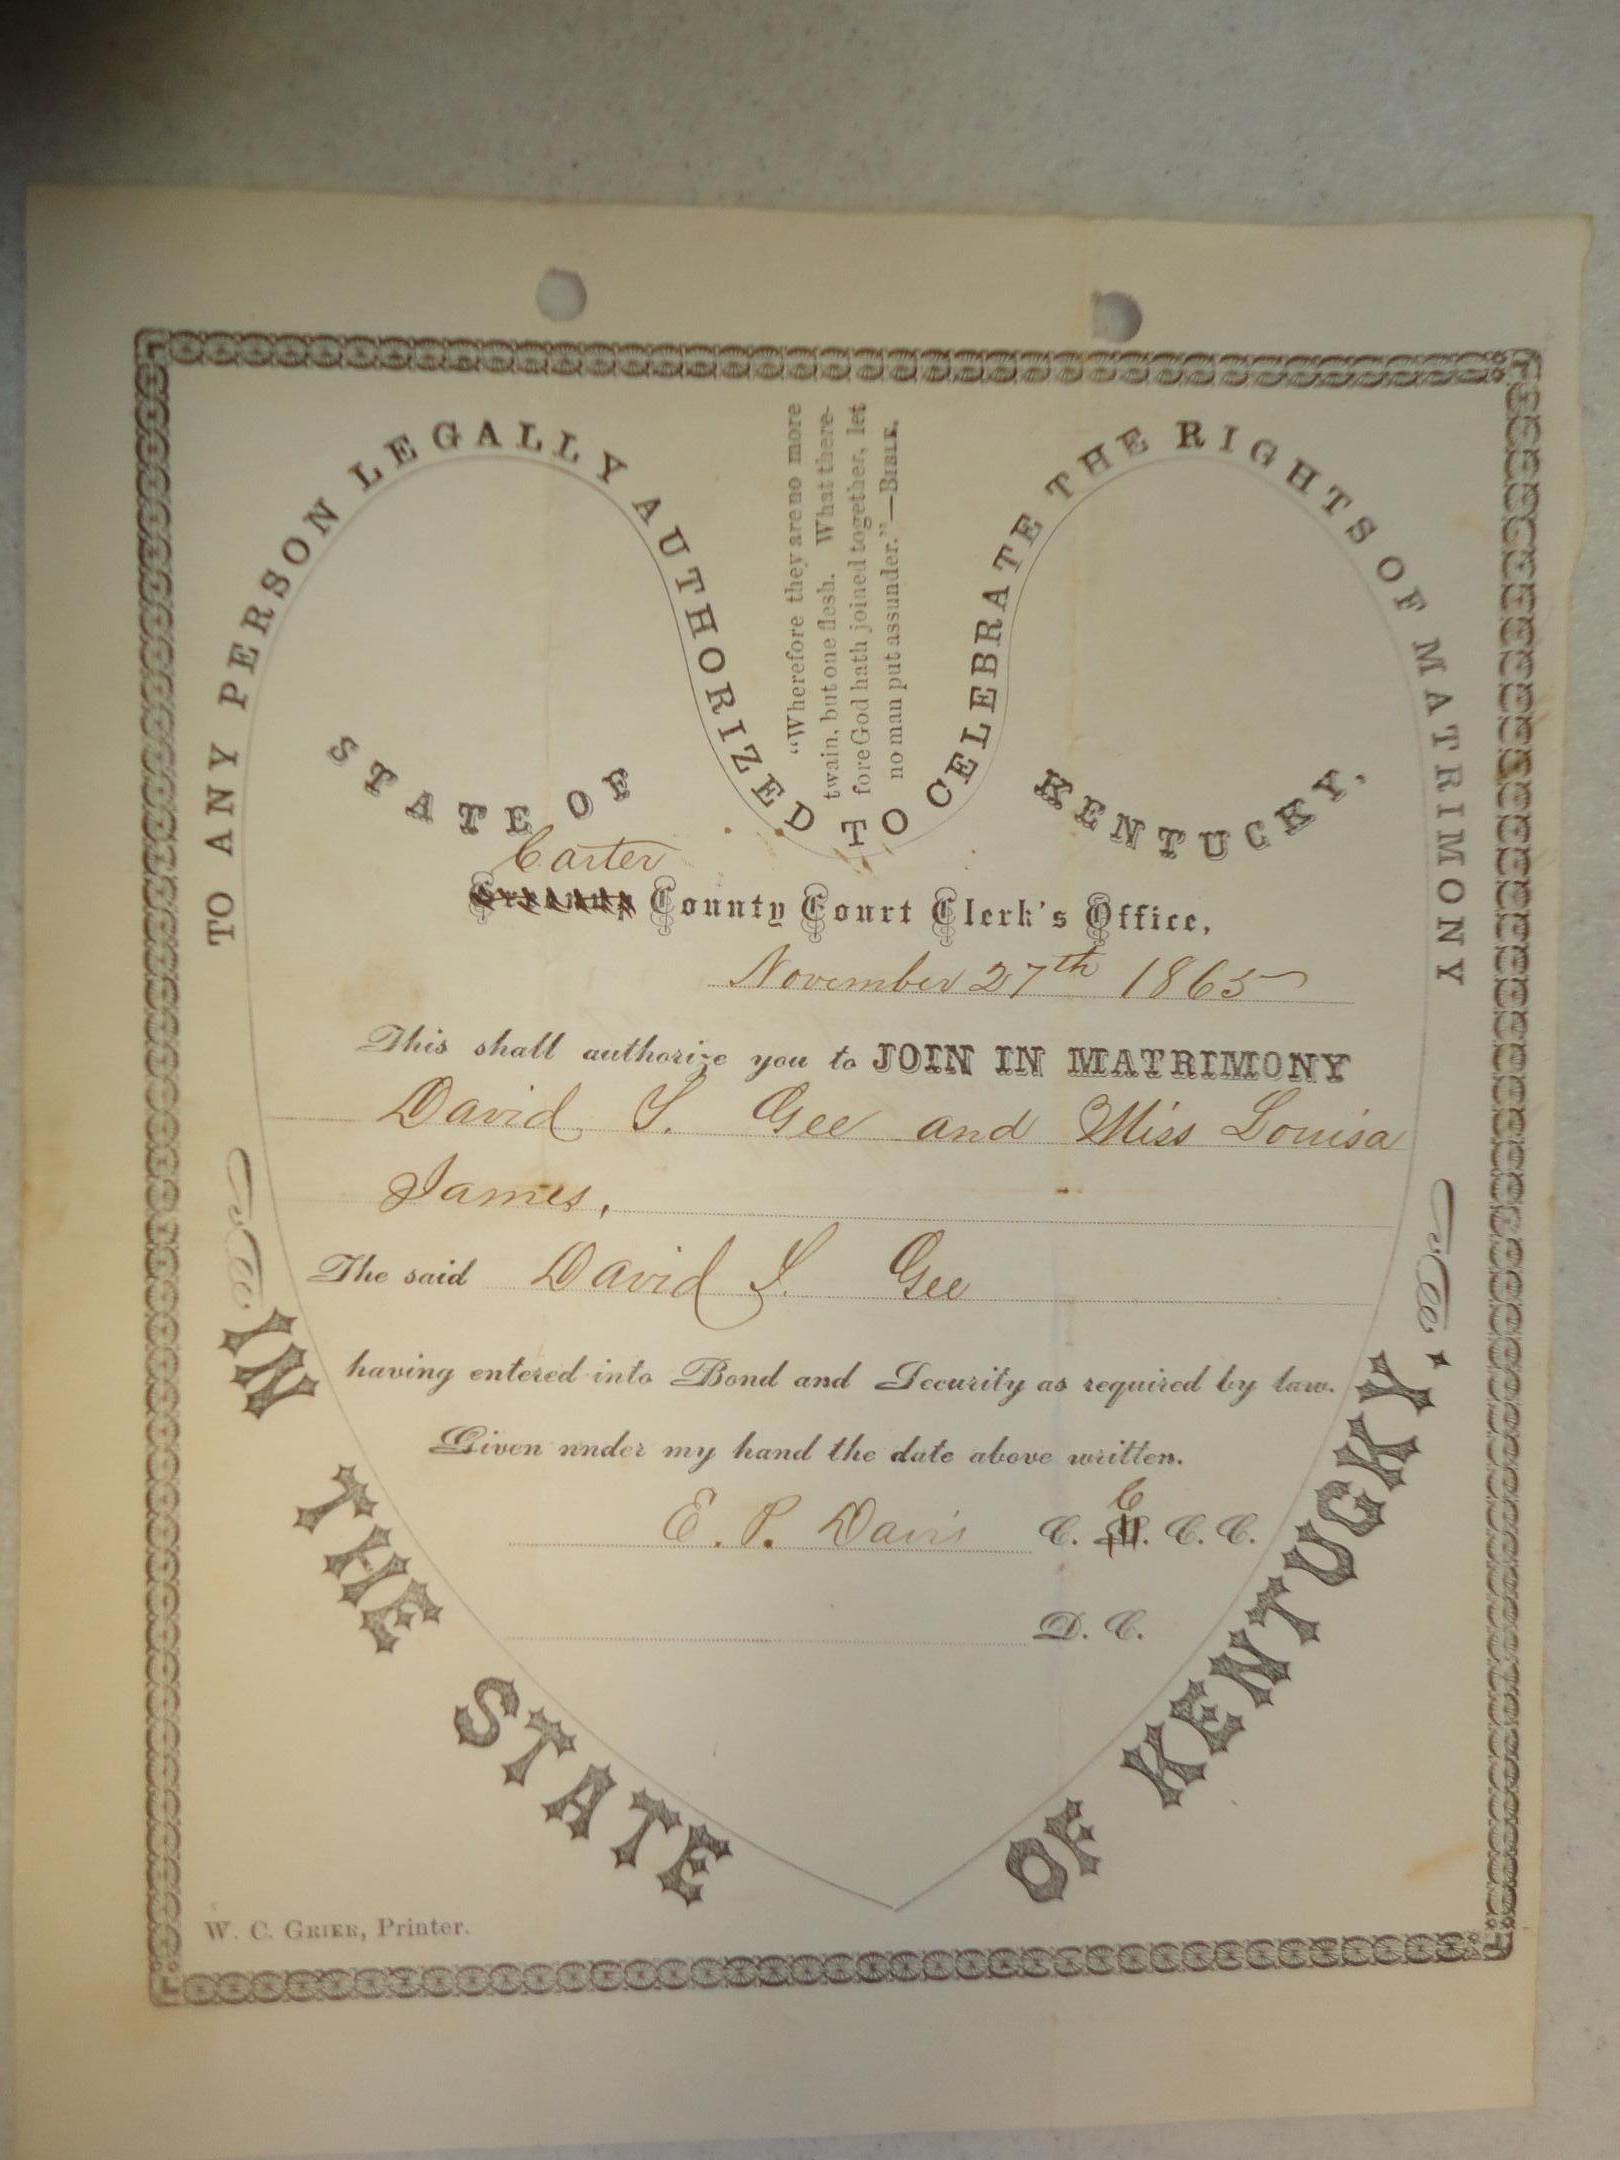 TO ANY PERSON LEGALLY AUTHORIZED TO CELEBRATE THE RIGHTS OF MATRIMONY
"Wherefore they are no more
twain, but one flesh. What there-
fore God hath joined together, let
no man put assunder."—BIBLE.
STATE OF KENTUCKY.
Carter
County Court Clerk's Office,
November 27th 1865
This shall authorize you to JOIN IN MATRIMONY
David S. Gee and Miss Louisa
James,
The said David S. Gee
having entered into Bond and Security as required by law.
Given nnder my hand the date above written.
C
E. P. Davis C. C. C.
D. C.
IN THE STATE OF KENTUCKY.
W. C. GRIER, Printer.